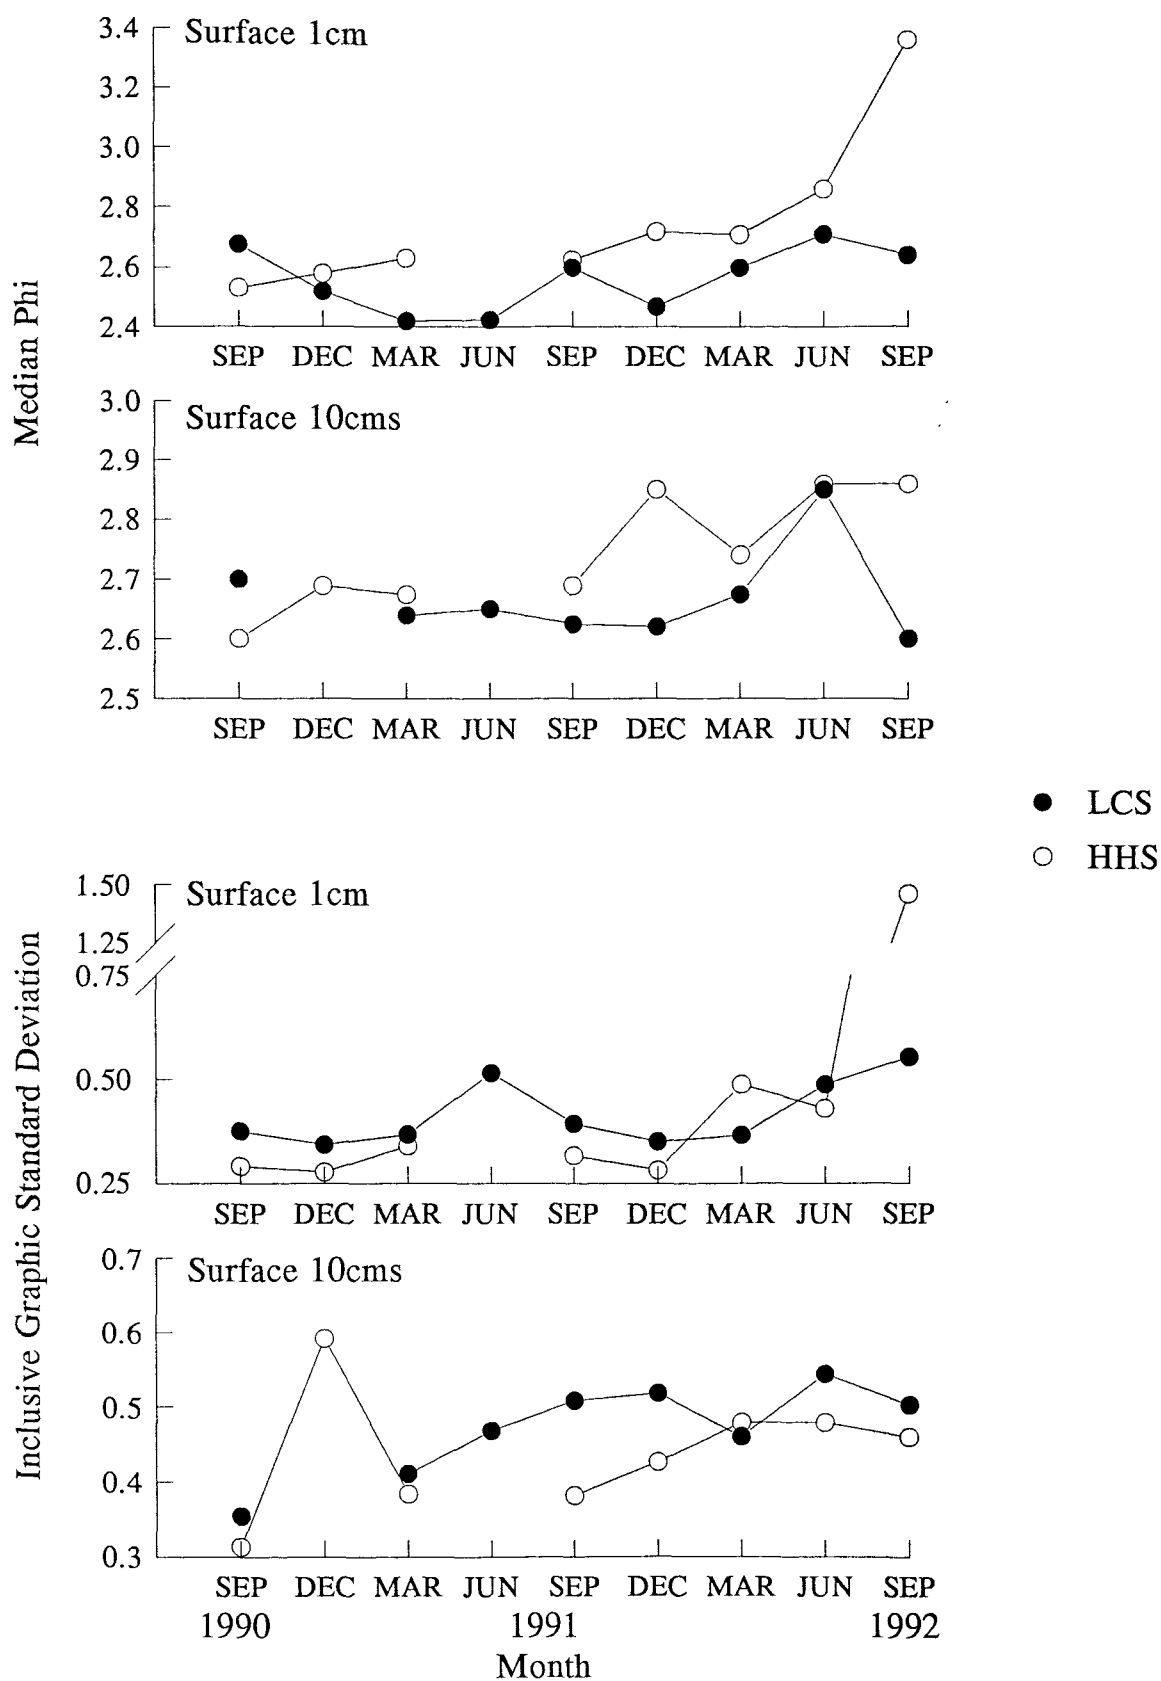 Median Phi
Surface 1cm
3.4
3.2
3.0
2.8
2.6
2.4
SEP DEC MAR JUN SEP DEC MAR JUN SEP
Surface 10cms
3.0
2.9
2.8
2.7
2.6
2.5
SEP DEC MAR JUN SEP DEC MAR JUN SEP
LCS
HHS
Inclusive Graphic Standard Deviation
Surface 1cm
1.50
1.25
0.75
0.50
0.25
SEP DEC MAR JUN SEP DEC MAR JUN SEP
Surface 10cms
0.7
0.6
0.5
0.4
0.3
SEP DEC MAR JUN SEP DEC MAR JUN SEP
1990 1991 1992
Month